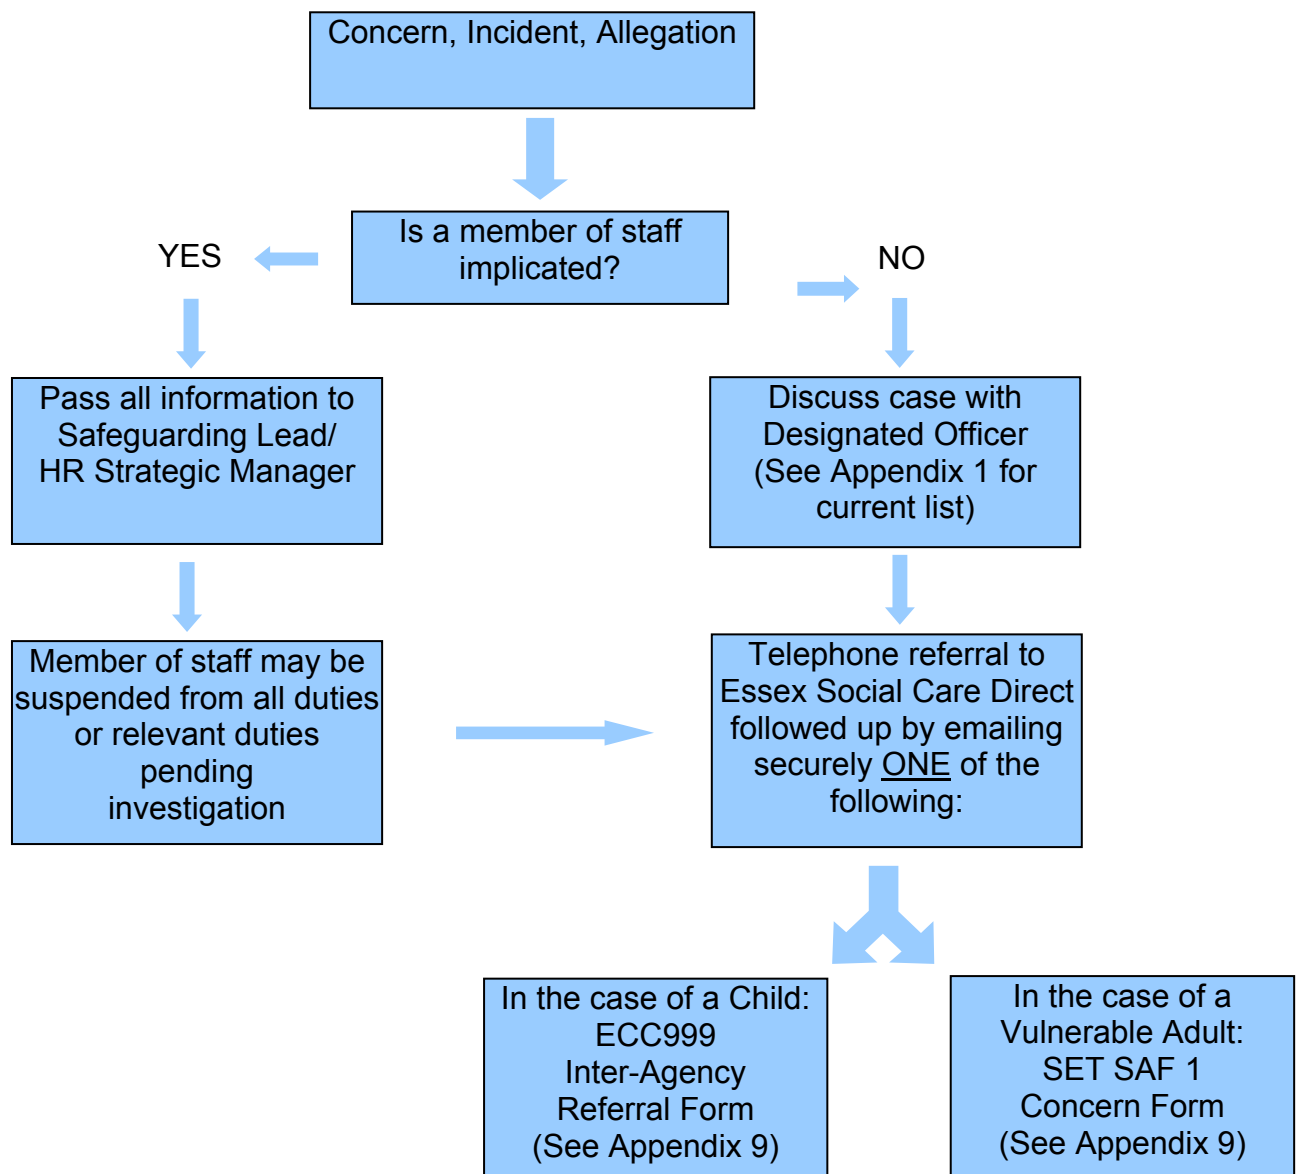 Concern, Incident, Allegation
Is a member of staff
implicated?
YES
NO
Pass all information to
Safeguarding Lead/
HR Strategic Manager
Discuss case with
Designated Officer
(See Appendix 1 for
current list)
Member of staff may be
suspended from all duties
or relevant duties
pending
investigation
Telephone referral to
Essex Social Care Direct
followed up by emailing
securely ONE of the
following:
In the case of a Child:
ECC999
Inter-Agency
Referral Form
(See Appendix 9)
In the case of a
Vulnerable Adult:
SET SAF 1
Concern Form
(See Appendix 9)